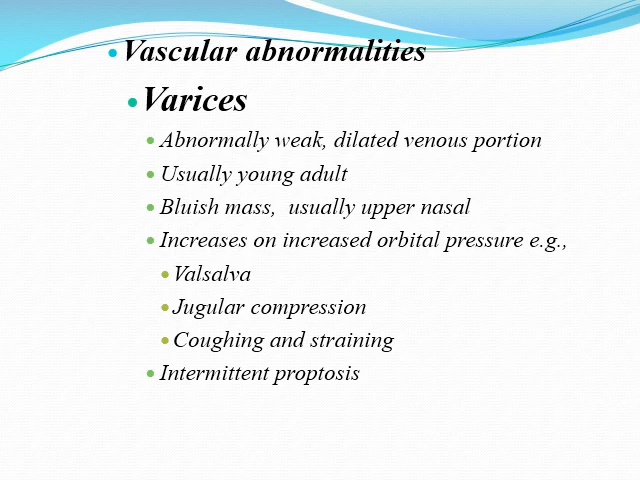 Vascular abnormalities
Varices
Abnormally weak, dilated venous portion
Usually young adult
Bluish mass,  usually upper nasal
Increases on increased orbital pressure e.g.,
Valsalva
Jugular compression
Coughing and straining
Intermittent proptosis